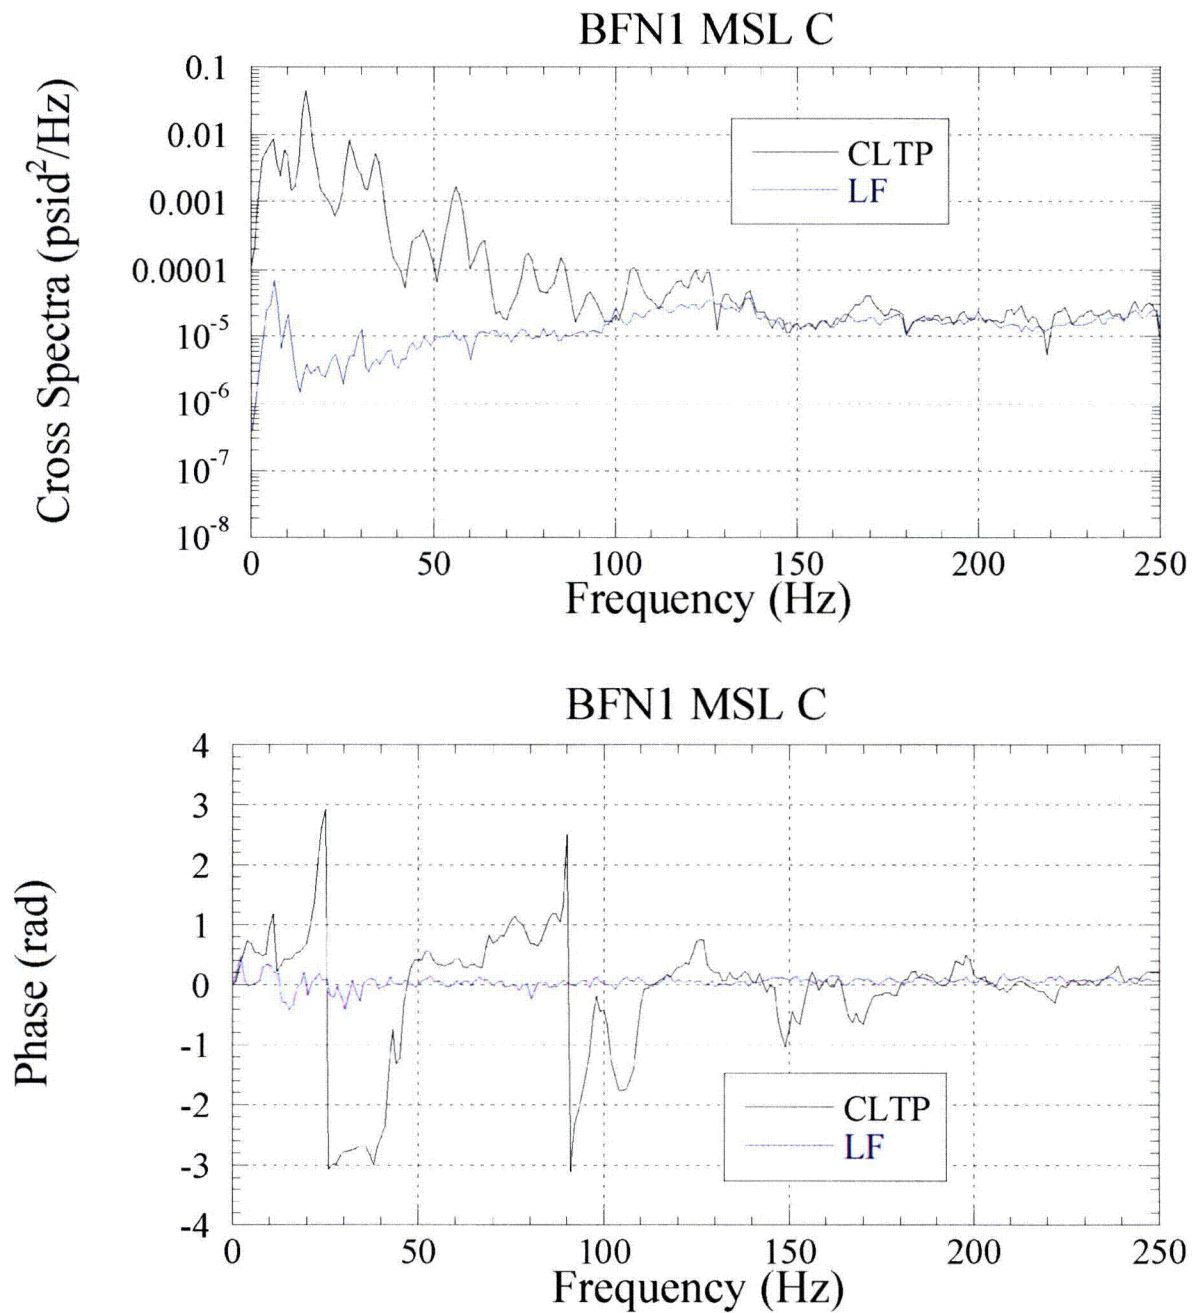 BFN1 MSL C
Cross Spectra (psid²/Hz)
0.1
0.01
0.001
0.0001
10⁻⁵
10⁻⁶
10⁻⁷
10⁻⁸
CLTP
LF
0 50 100 150 200 250
Frequency (Hz)
BFN1 MSL C
Phase (rad)
4
3
2
1
0
-1
-2
-3
-4
CLTP
LF
0 50 100 150 200 250
Frequency (Hz)